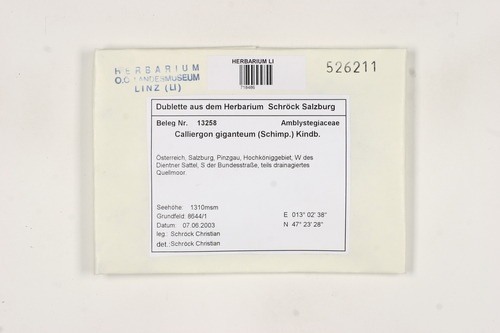 HERBARIUM
O.Ö. LANDESMUSEUM
LINZ (LI)
HERBARIUM LI
526211
Dublette aus dem Herbarium Schröck Salzburg
Beleg Nr. 13258 Amblystegiaceae
Calliergon giganteum (Schimp.) Kindb.
Österreich, Salzburg, Pinzgau, Hochköniggebiet, W des
Dientner Sattel, S der Bundesstraße, teils drainagiertes
Quellmoor.
Seehöhe: 1310msm
Grundfeld: 8644/1 E 013° 02' 38"
Datum: 07.06.2003 N 47° 23' 28"
leg.: Schröck Christian
det.: Schröck Christian